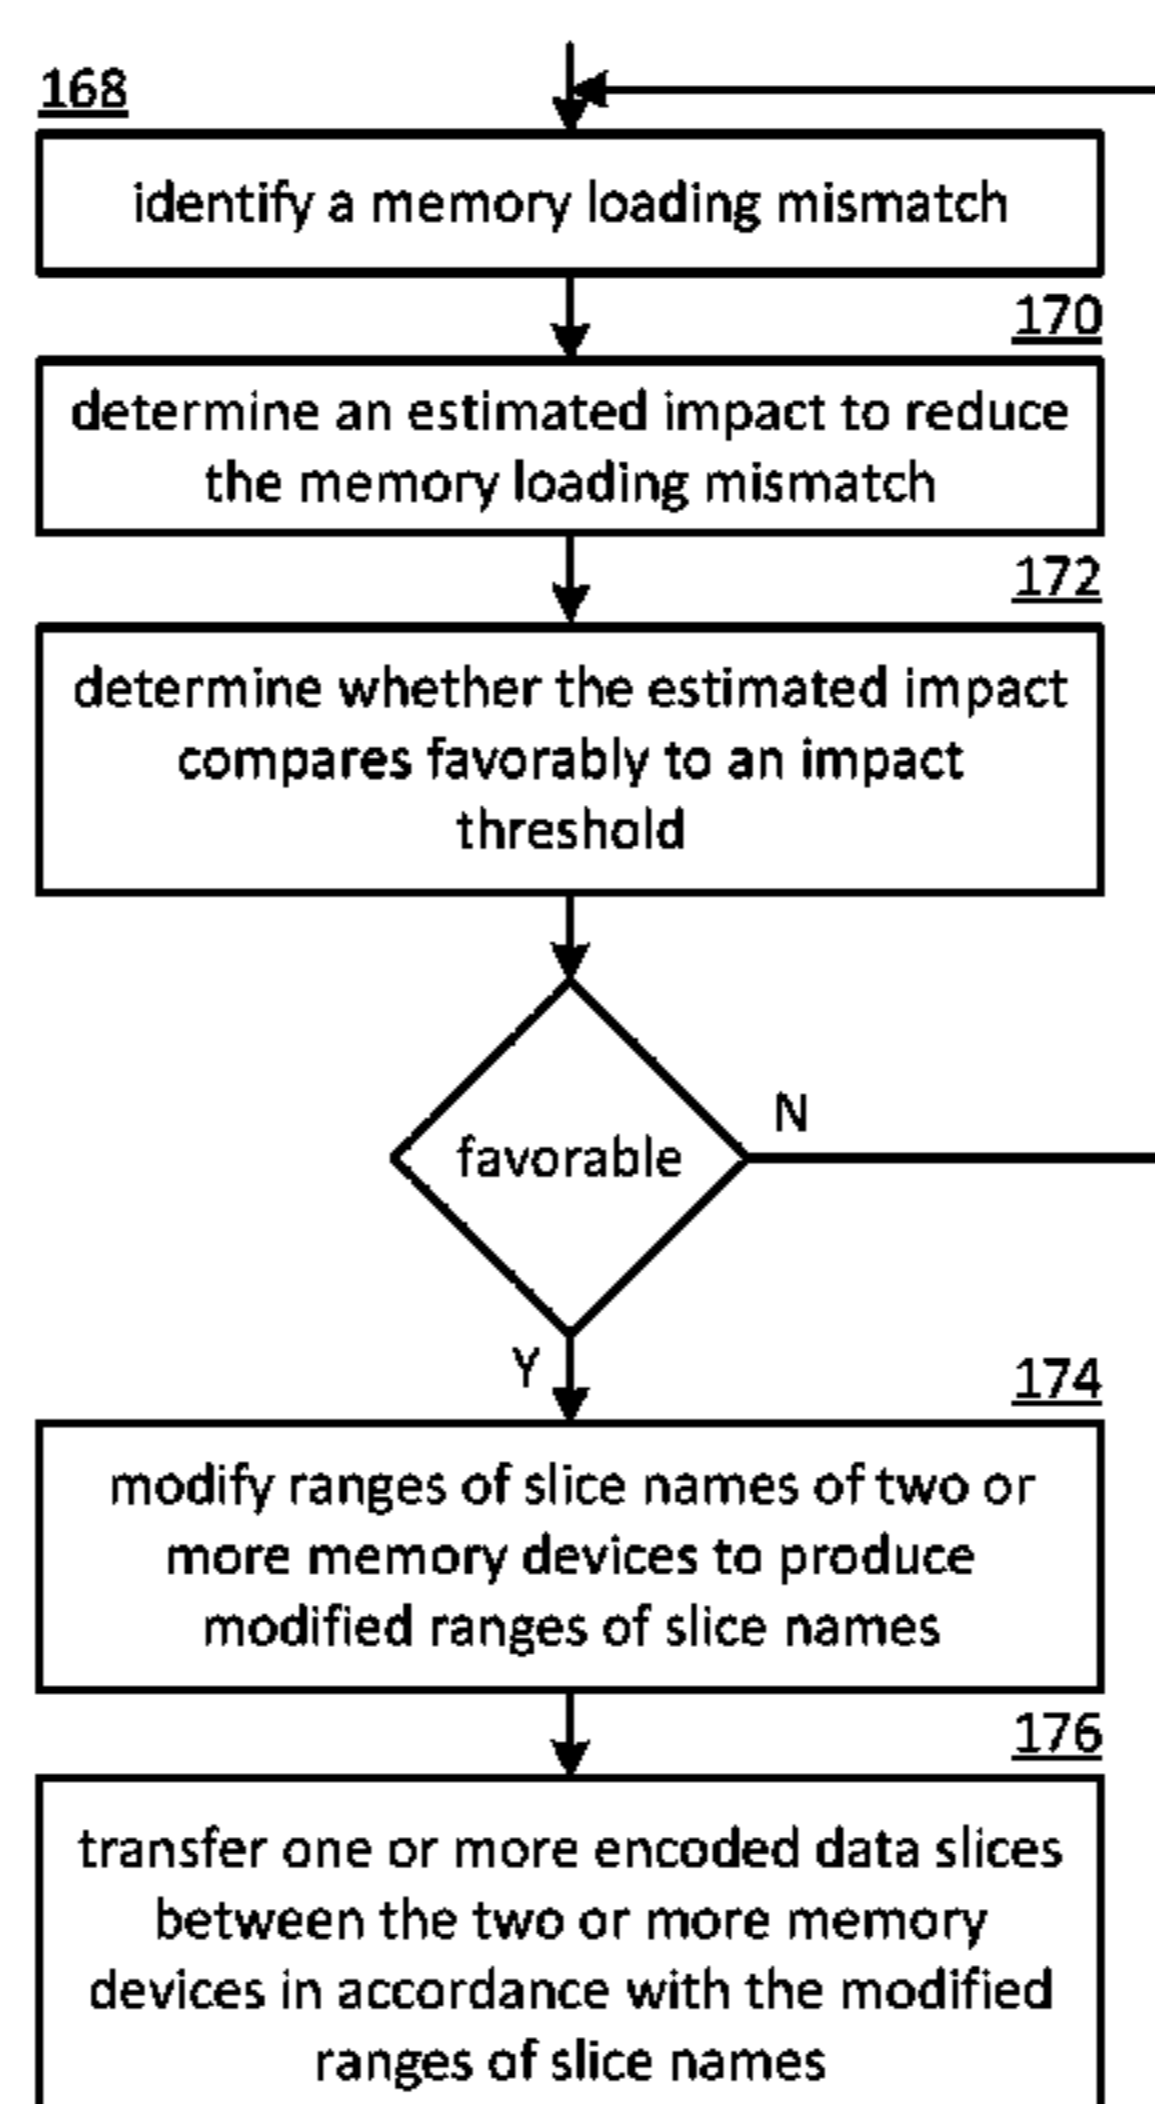 168
identify a memory loading mismatch
170
determine an estimated impact to reduce
the memory loading mismatch
172
determine whether the estimated impact
compares favorably to an impact
threshold
favorable
N
Y
174
modify ranges of slice names of two or
more memory devices to produce
modified ranges of slice names
176
transfer one or more encoded data slices
between the two or more memory
devices in accordance with the modified
ranges of slice names